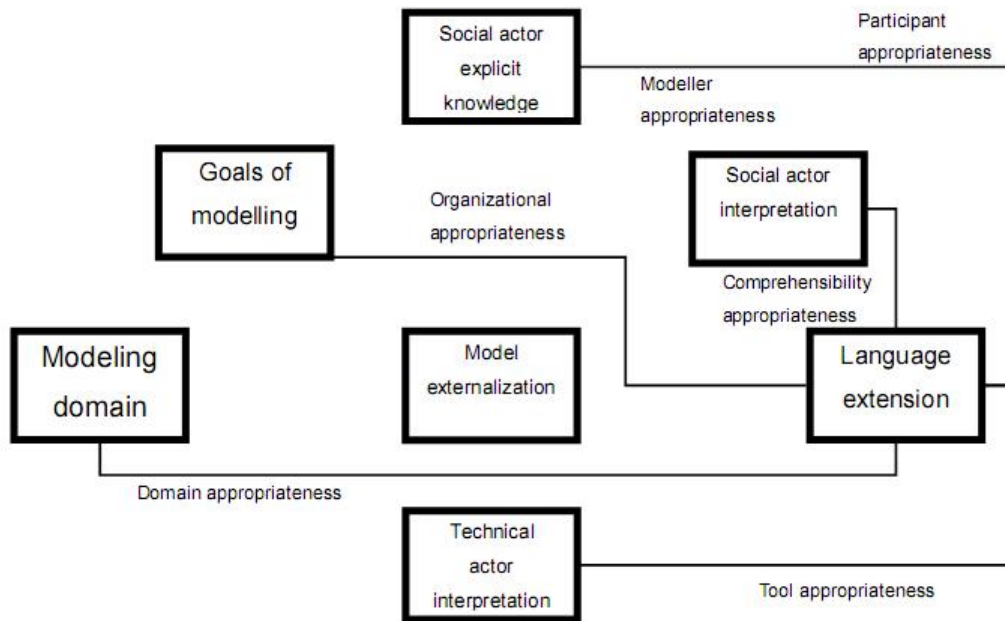 Social actor
explicit
knowledge
Participant
appropriateness
Modeller
appropriateness
Goals of
modelling
Organizational
appropriateness
Social actor
interpretation
Comprehensibility
appropriateness
Modeling
domain
Model
externalization
Language
extension
Domain appropriateness
Technical
actor
interpretation
Tool appropriateness